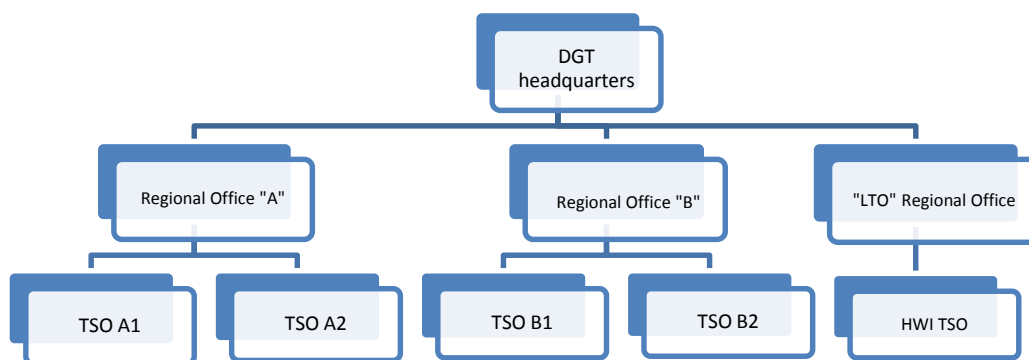 DGT
headquarters
Regional Office "A"
Regional Office "B"
"LTO" Regional Office
TSO A1
TSO A2
TSO B1
TSO B2
HWI TSO